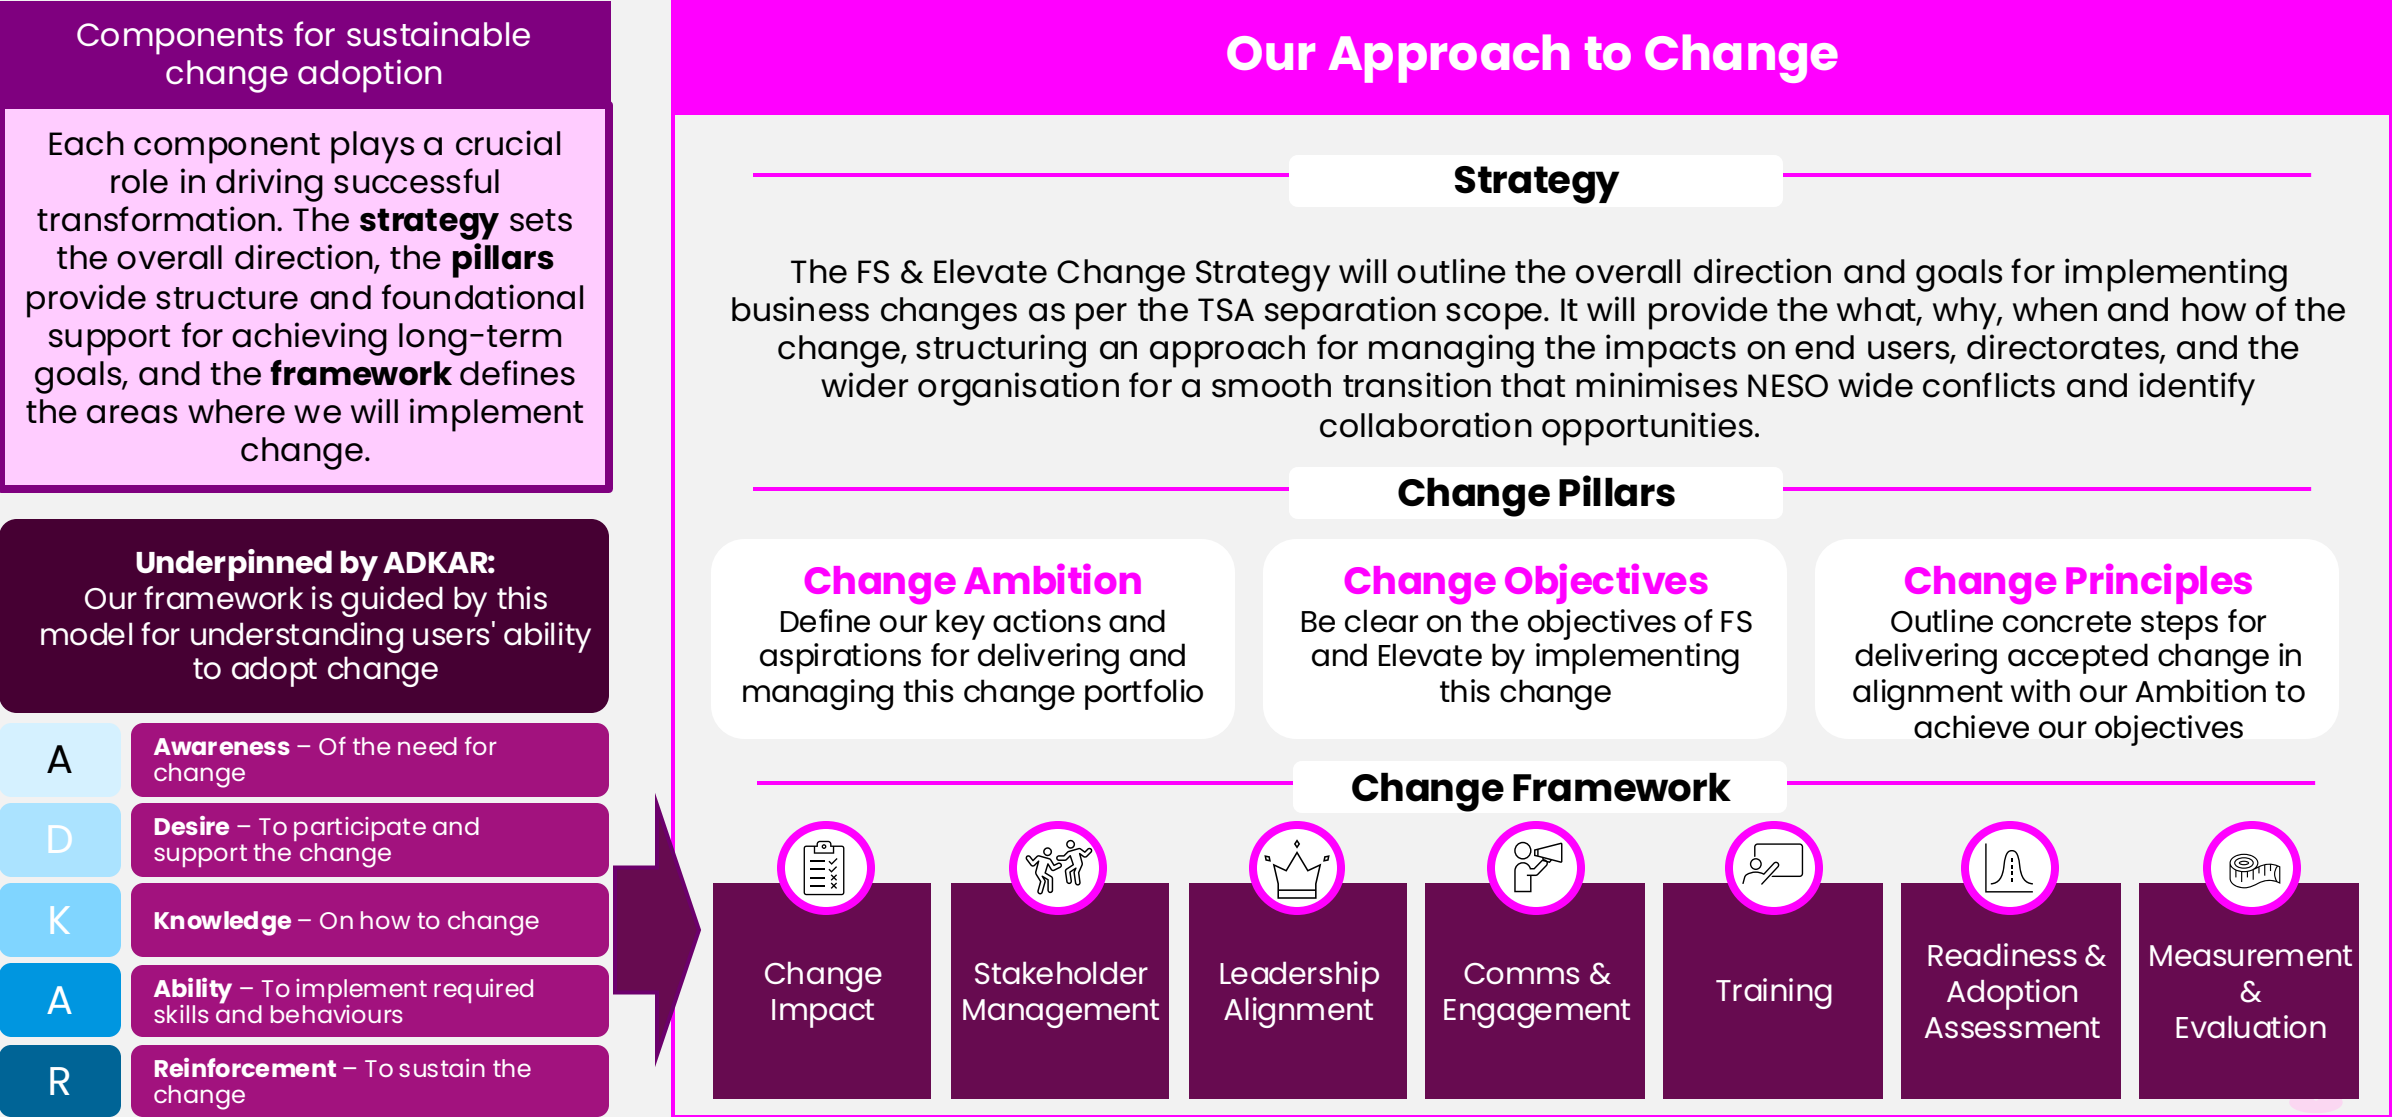 Components for sustainable
change adoption
Each component plays a crucial
role in driving successful
transformation. The strategy sets
the overall direction, the pillars
provide structure and foundational
support for achieving long-term
goals, and the framework defines
the areas where we will implement
change.
Underpinned by ADKAR:
Our framework is guided by this
model for understanding users' ability
to adopt change
A
Awareness – Of the need for
change
D
Desire – To participate and
support the change
K
Knowledge – On how to change
A
Ability – To implement required
skills and behaviours
R
Reinforcement – To sustain the
change
Our Approach to Change
Strategy
The FS & Elevate Change Strategy will outline the overall direction and goals for implementing
business changes as per the TSA separation scope. It will provide the what, why, when and how of the
change, structuring an approach for managing the impacts on end users, directorates, and the
wider organisation for a smooth transition that minimises NESO wide conflicts and identify
collaboration opportunities.
Change Pillars
Change Ambition
Define our key actions and
aspirations for delivering and
managing this change portfolio
Change Objectives
Be clear on the objectives of FS
and Elevate by implementing
this change
Change Principles
Outline concrete steps for
delivering accepted change in
alignment with our Ambition to
achieve our objectives
Change Framework
Change
Impact
Stakeholder
Management
Leadership
Alignment
Comms &
Engagement
Training
Readiness &
Adoption
Assessment
Measurement
&
Evaluation